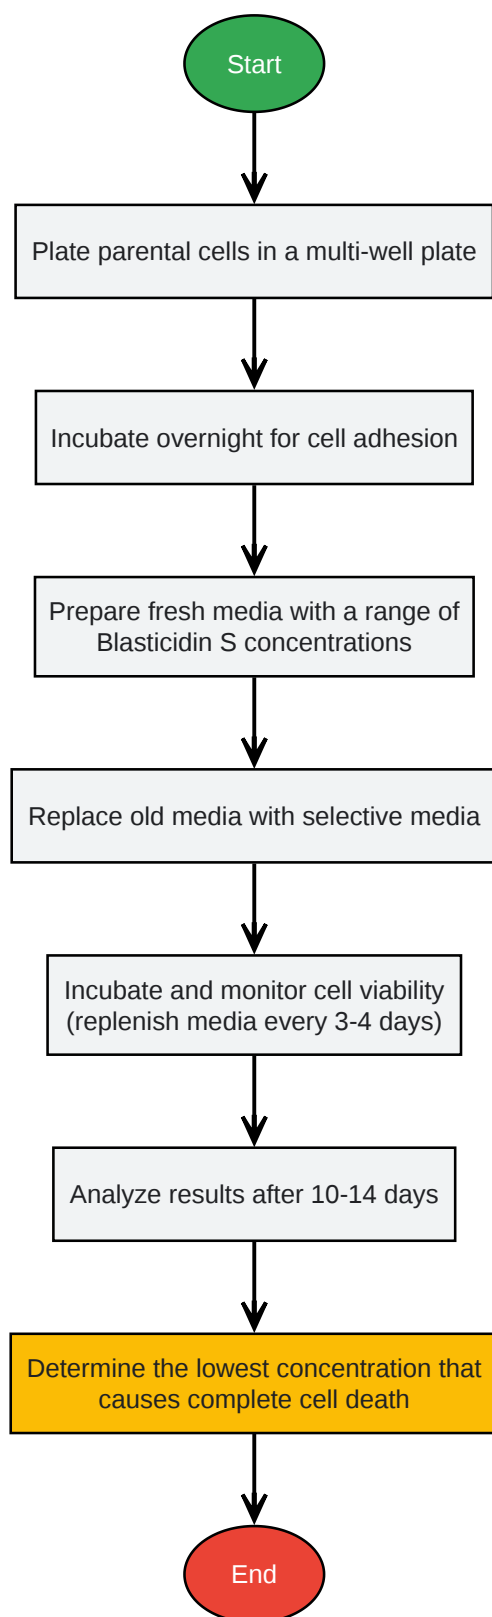 Start
Plate parental cells in a multi-well plate
Incubate overnight for cell adhesion
Prepare fresh media with a range of
Blasticidin S concentrations
Replace old media with selective media
Incubate and monitor cell viability
(replenish media every 3-4 days)
Analyze results after 10-14 days
Determine the lowest concentration that
causes complete cell death
End